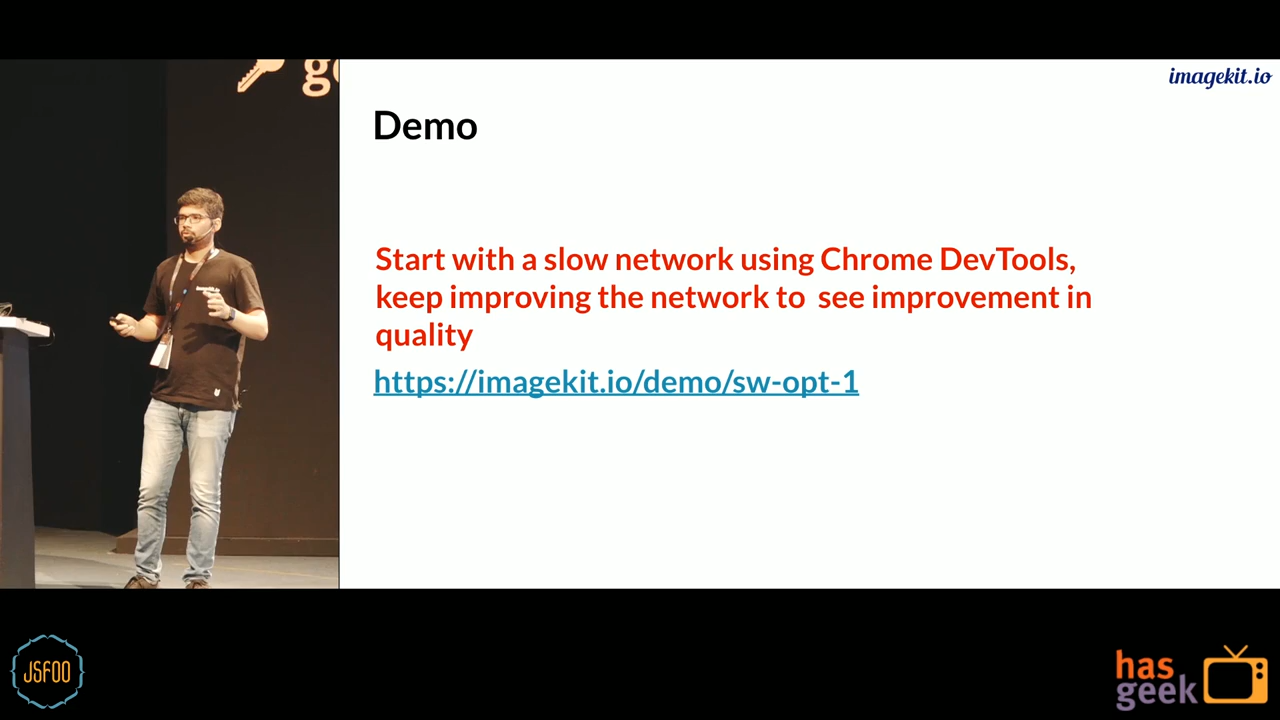 imagekit.io
Demo
Start with a slow network using Chrome DevTools,
keep improving the network to  see improvement in
quality
https://imagekit.io/demo/sw-opt-1
JSFOO
has
geek